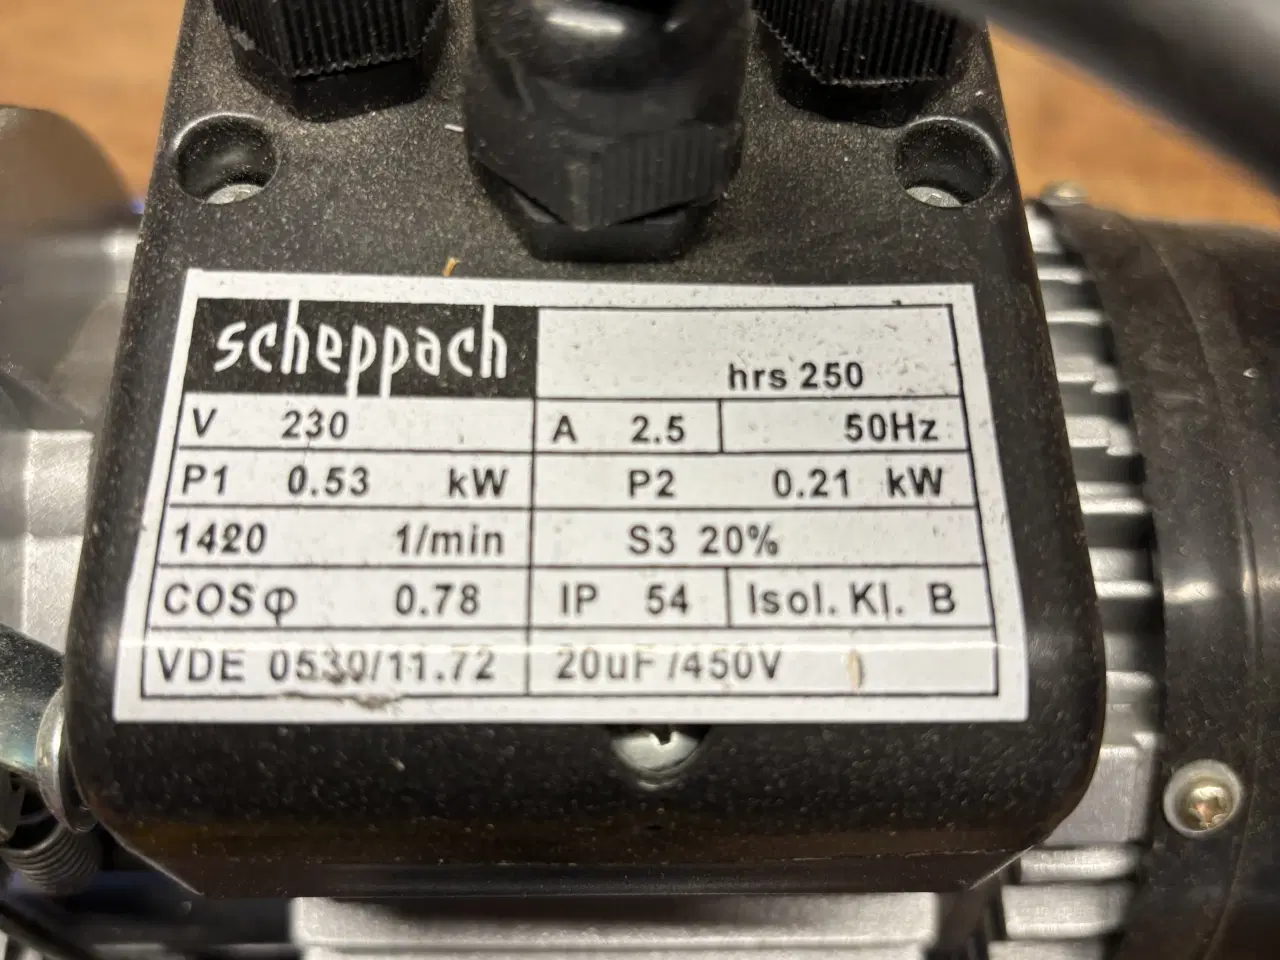 scheppach
hrs 250
V 230 A 2.5 50Hz
P1 0.53 kW P2 0.21 kW
1420 1/min S3 20%
COSφ 0.78 IP 54 Isol. Kl. B
VDE 0530/11.72 20uF/450V